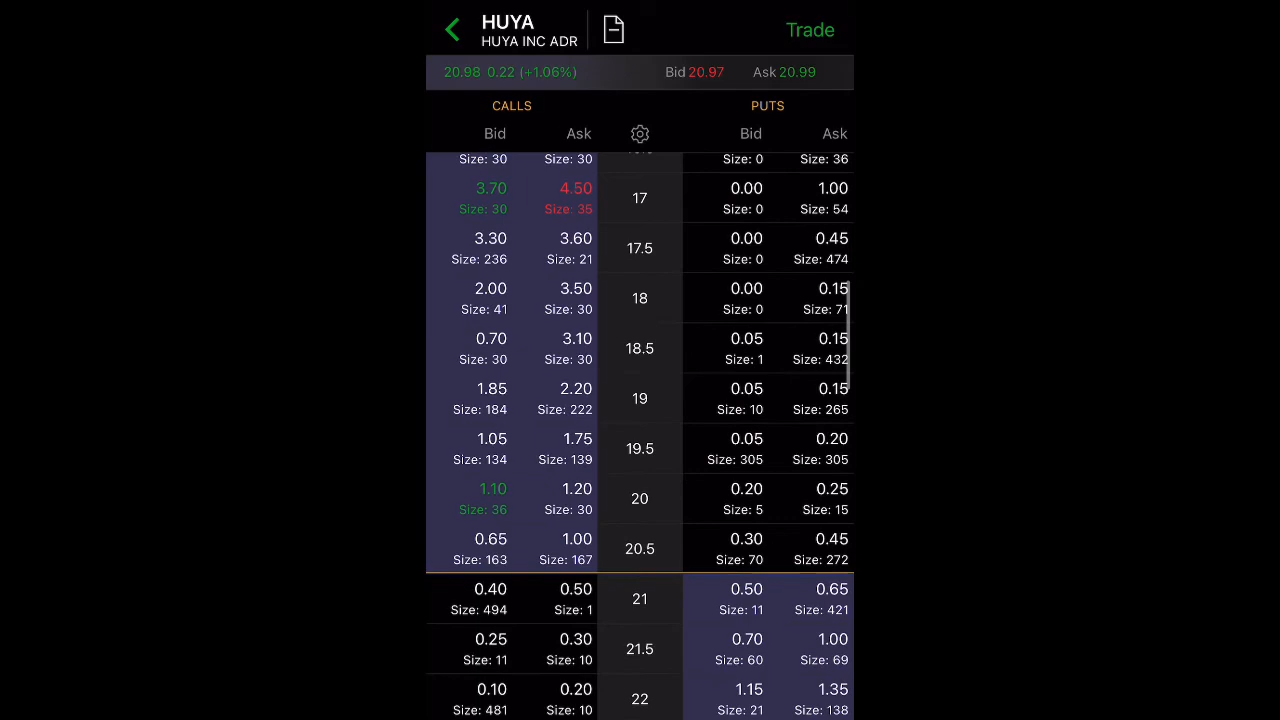 HUYA
HUYA INC ADR
Trade
20.98 0.22 (+1.06%) Bid 20.97 Ask 20.99
CALLS PUTS
Bid Ask Bid Ask
Size: 30 Size: 30 Size: 0 Size: 36
3.70 4.50 0.00 1.00
17
Size: 30 Size: 35 Size: 0 Size: 54
3.30 3.60 0.00 0.45
17.5
Size: 236 Size: 21 Size: 0 Size: 474
2.00 3.50 0.00 0.15
18
Size: 41 Size: 30 Size: 0 Size: 71
0.70 3.10 0.05 0.15
18.5
Size: 30 Size: 30 Size: 1 Size: 432
1.85 2.20 0.05 0.15
19
Size: 184 Size: 222 Size: 10 Size: 265
1.05 1.75 0.05 0.20
19.5
Size: 134 Size: 139 Size: 305 Size: 305
1.10 1.20 0.20 0.25
20
Size: 36 Size: 30 Size: 5 Size: 15
0.65 1.00 0.30 0.45
20.5
Size: 163 Size: 167 Size: 70 Size: 272
0.40 0.50 0.50 0.65
21
Size: 494 Size: 1 Size: 11 Size: 421
0.25 0.30 0.70 1.00
21.5
Size: 11 Size: 10 Size: 60 Size: 69
0.10 0.20 1.15 1.35
22
Size: 481 Size: 10 Size: 21 Size: 138